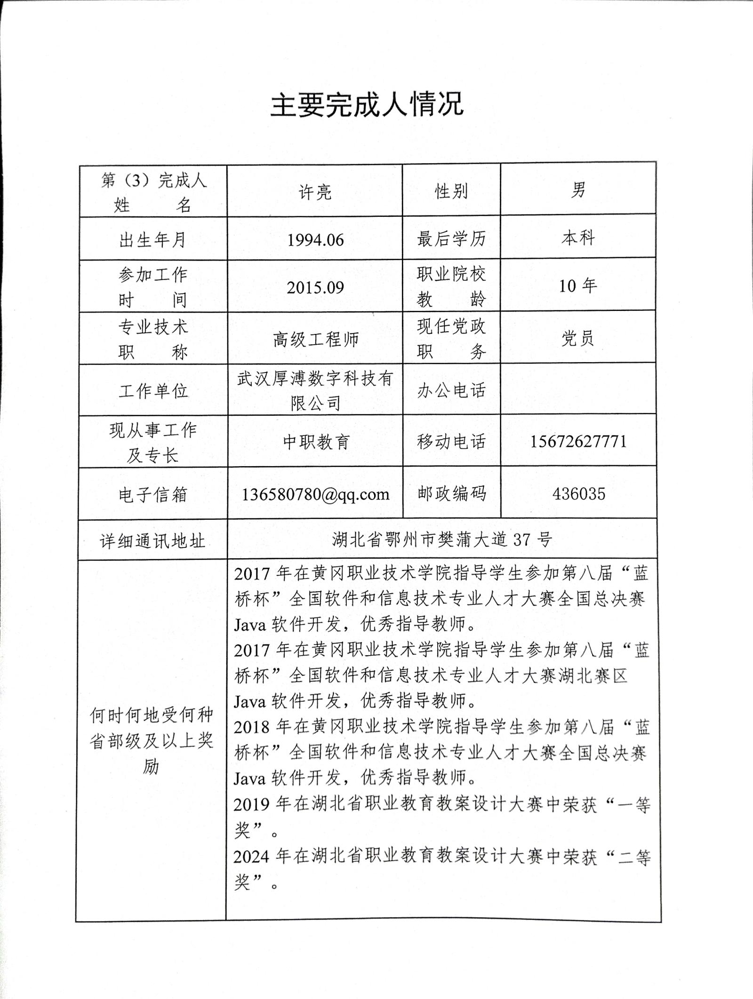 主要完成人情况
第（3）完成人 姓 名 许亮 性别 男
出生年月 1994.06 最后学历 本科
参加工作 时 间 2015.09 职业院校 教 龄 10 年
专业技术 职 称 高级工程师 现任党政 职 务 党员
工作单位 武汉厚溥数字科技有 限公司 办公电话
现从事工作 及专长 中职教育 移动电话 15672627771
电子信箱 136580780@qq.com 邮政编码 436035
详细通讯地址 湖北省鄂州市樊蒲大道 37 号
何时何地受何种
省部级及以上奖
励
2017 年在黄冈职业技术学院指导学生参加第八届“蓝
桥杯”全国软件和信息技术专业人才大赛全国总决赛
Java 软件开发，优秀指导教师。
2017 年在黄冈职业技术学院指导学生参加第八届“蓝
桥杯”全国软件和信息技术专业人才大赛湖北赛区
Java 软件开发，优秀指导教师。
2018 年在黄冈职业技术学院指导学生参加第八届“蓝
桥杯”全国软件和信息技术专业人才大赛全国总决赛
Java 软件开发，优秀指导教师。
2019 年在湖北省职业教育教案设计大赛中荣获“一等
奖”。
2024 年在湖北省职业教育教案设计大赛中荣获“二等
奖”。